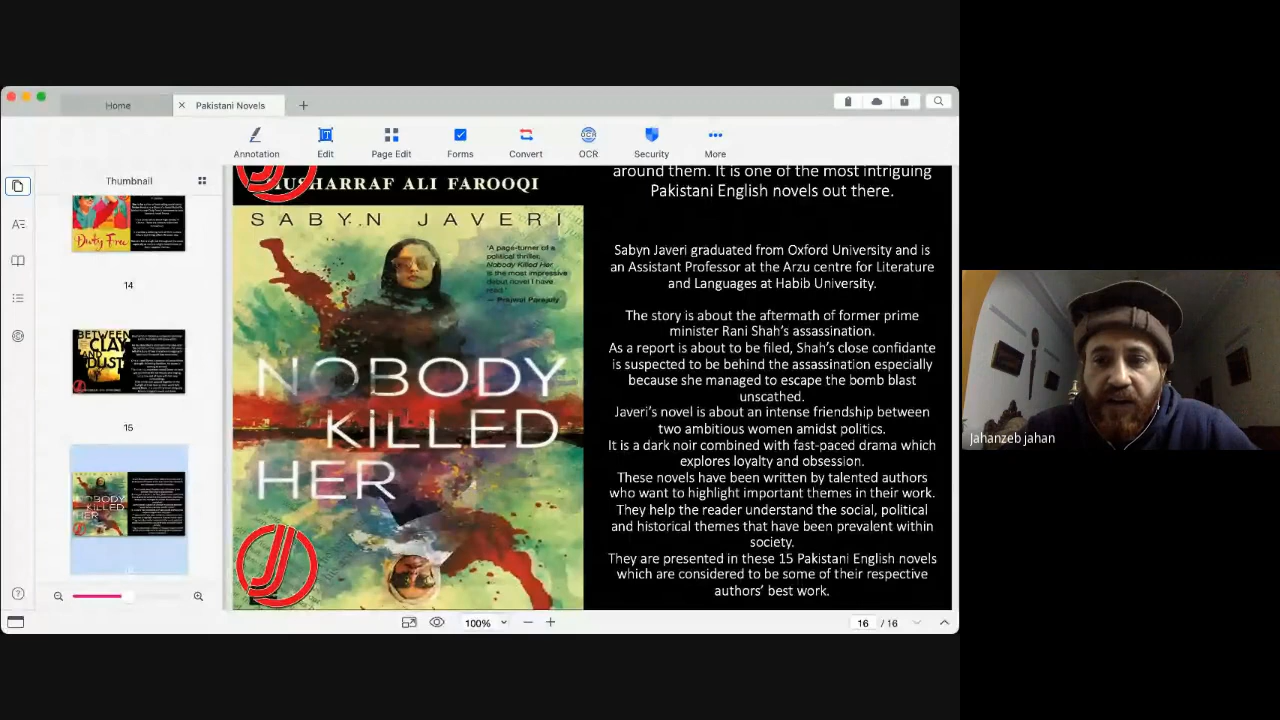 Home
Pakistani Novels
Annotation
Edit
Page Edit
Forms
Convert
OCR
Security
More
Thumbnail
Dirty Free
14
BETWEEN
CLAY
AND
DUST
15
NOBODY
KILLED
HER
MUSHARRAF ALI FAROOQI
SABYN JAVERI
'A page-turner of a
political thriller,
Nobody Killed Her
is the most impressive
debut novel I have
read.'
— Prajwal Parajuly
NOBODY
KiLLED
HER
around them. It is one of the most intriguing
Pakistani English novels out there.
Sabyn Javeri graduated from Oxford University and is
an Assistant Professor at the Arzu centre for Literature
and Languages at Habib University.
The story is about the aftermath of former prime
minister Rani Shah's assassination.
As a report is about to be filed, Shah's close confidante
is suspected to be behind the assassination especially
because she managed to escape the bomb blast
unscathed.
Javeri's novel is about an intense friendship between
two ambitious women amidst politics.
It is a dark noir combined with fast-paced drama which
explores loyalty and obsession.
These novels have been written by talented authors
who want to highlight important themes in their work.
They help the reader understand the social, political
and historical themes that have been prevalent within
society.
They are presented in these 15 Pakistani English novels
which are considered to be some of their respective
authors' best work.
100%
16 / 16
Jahanzeb jahan